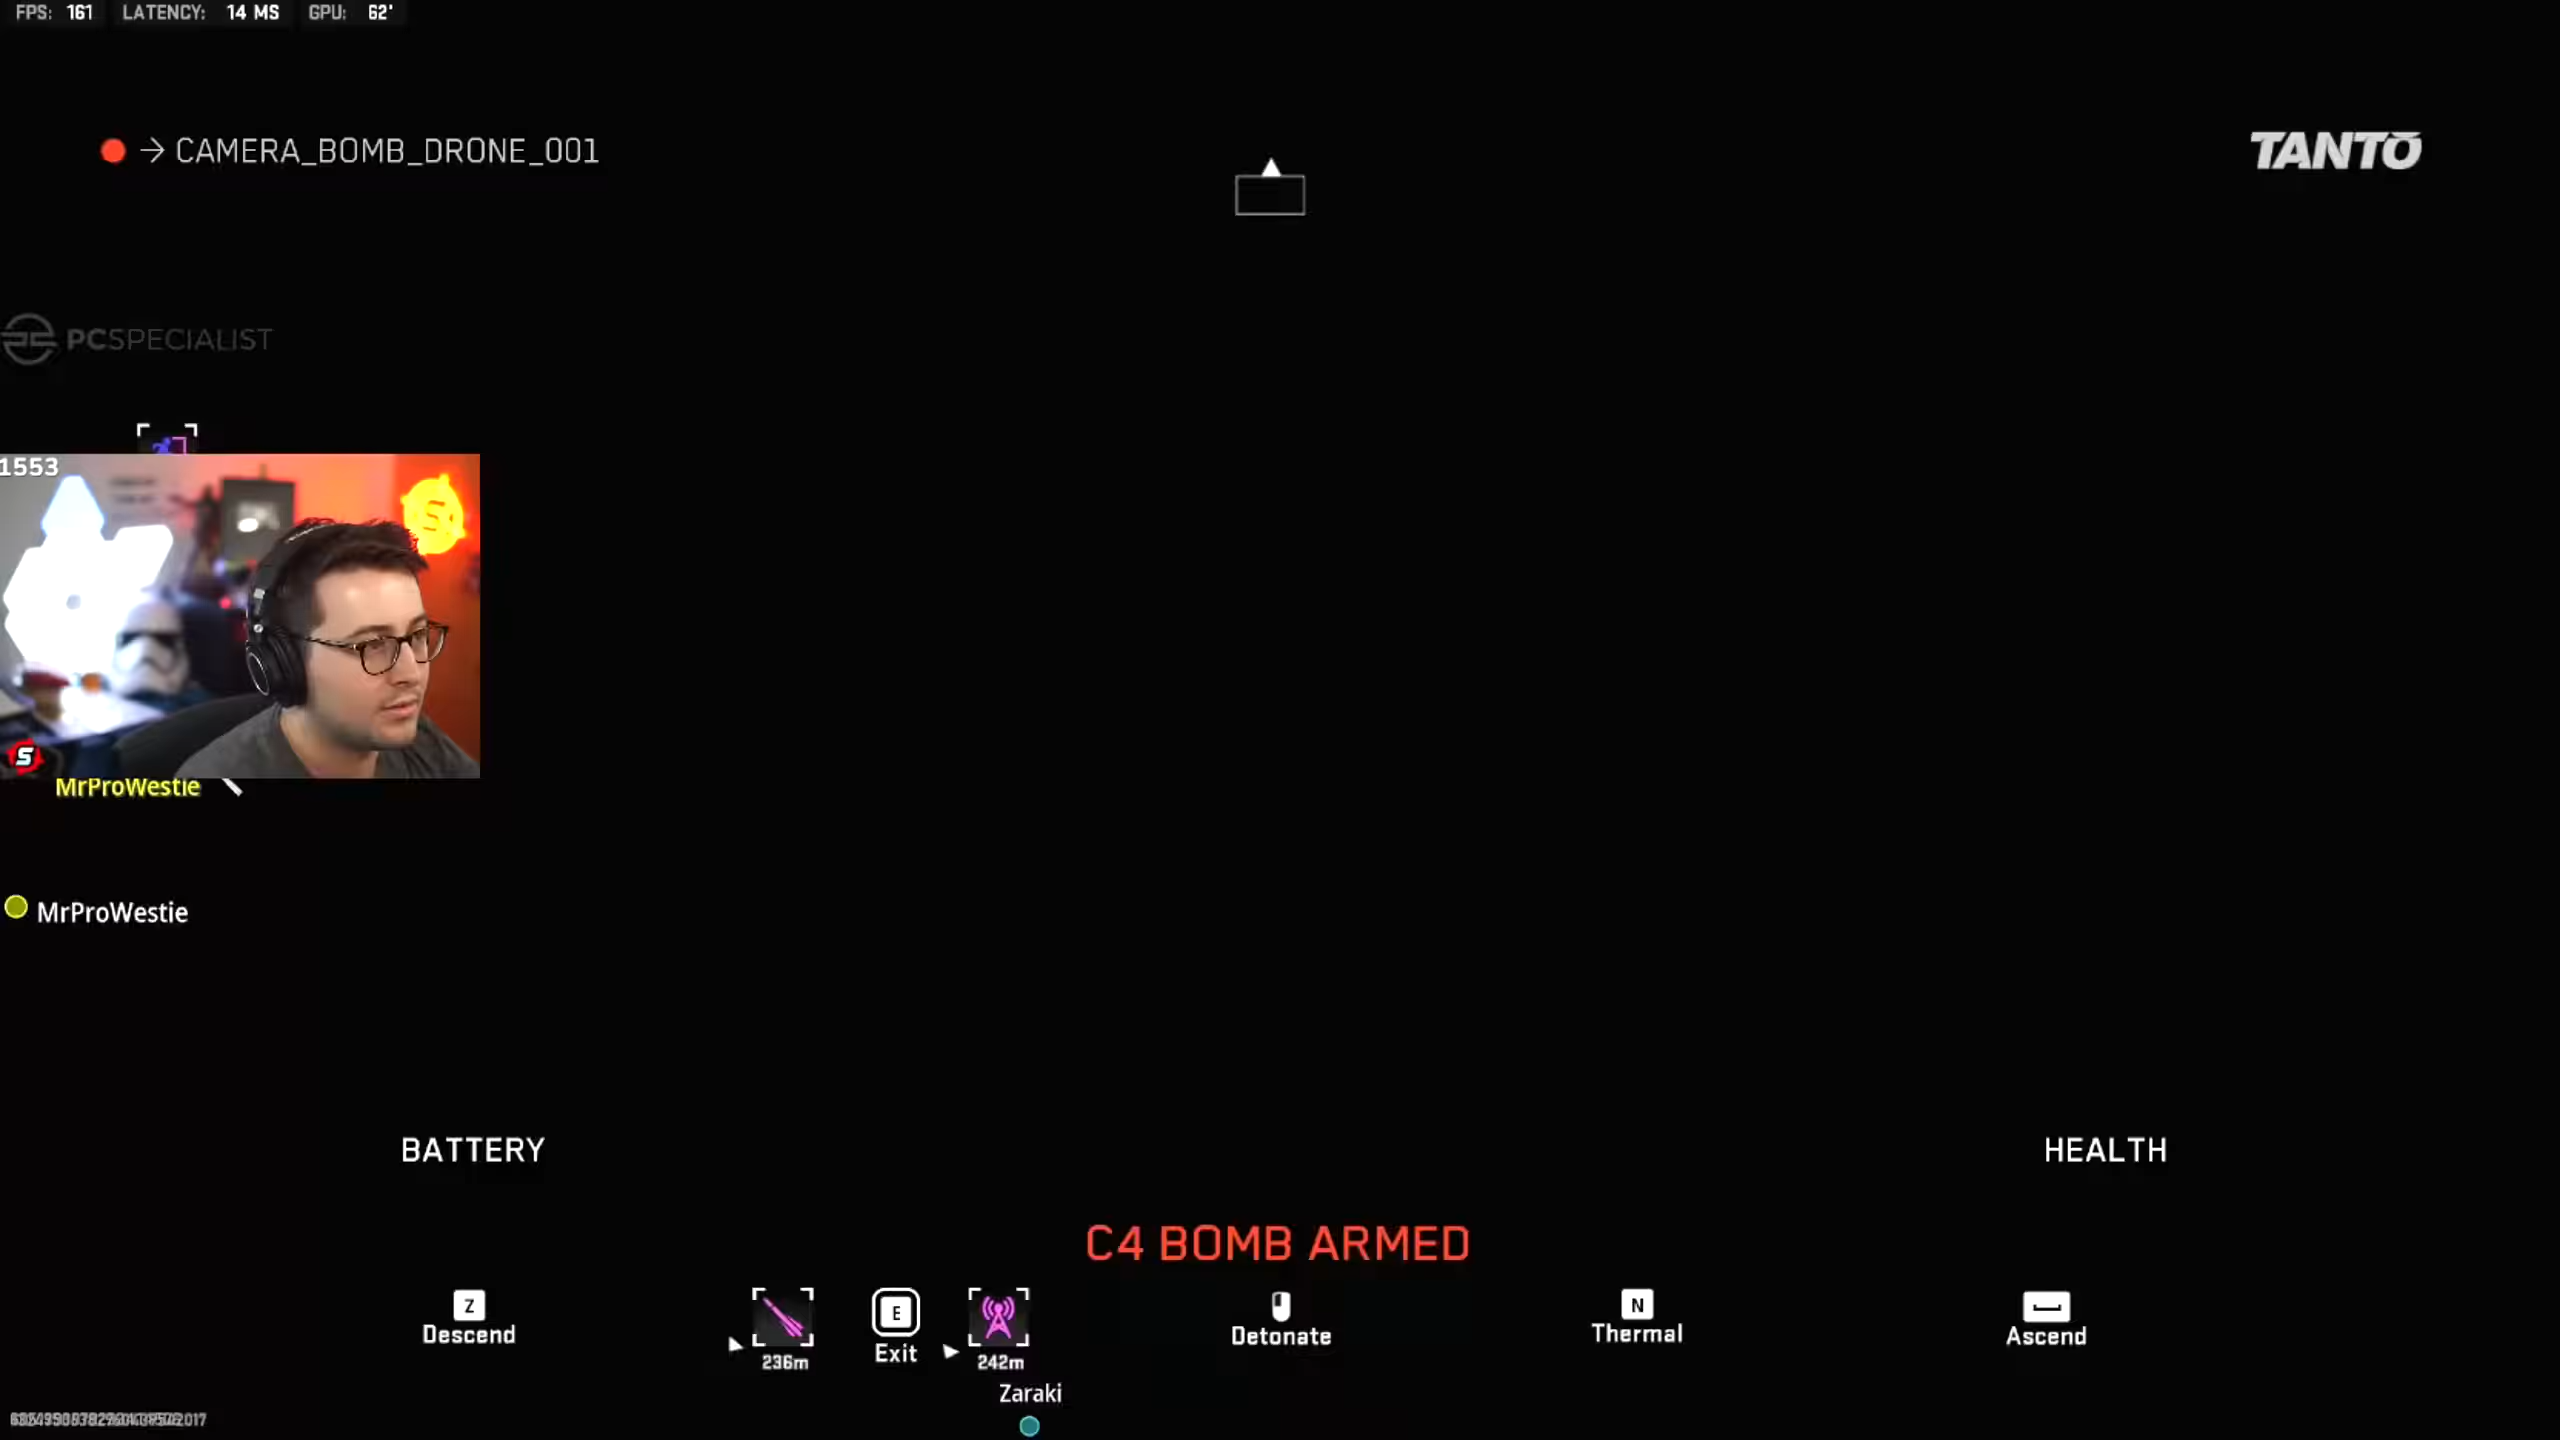 FPS: 161 LATENCY: 14 MS GPU: 62'
→ CAMERA_BOMB_DRONE_001
TANTO
PCSPECIALIST
1553
S
S
MrProWestie
MrProWestie
BATTERY
HEALTH
C4 BOMB ARMED
Z
Descend
236m
E
Exit
242m
Detonate
N
Thermal
Ascend
Zaraki